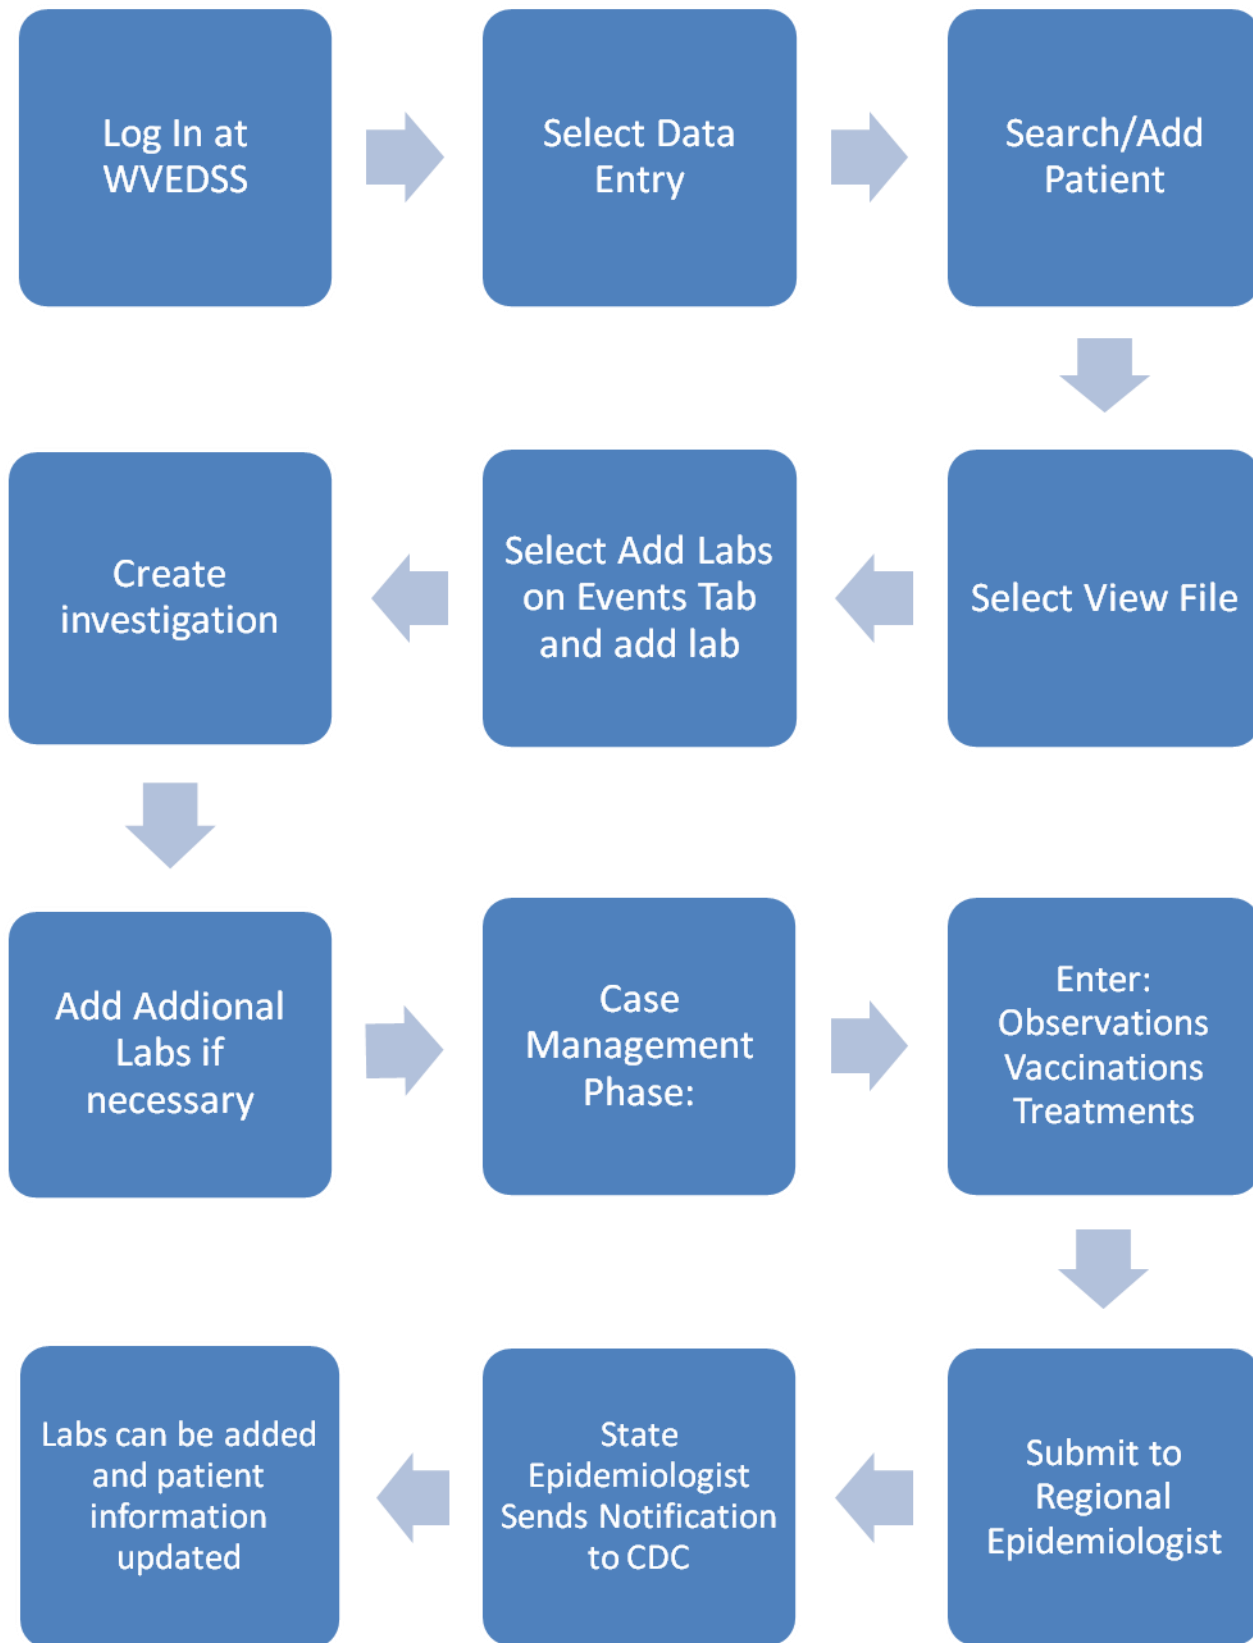 Log In at
WVEDSS
Select Data
Entry
Search/Add
Patient
Select View File
Select Add Labs
on Events Tab
and add lab
Create
investigation
Add Addional
Labs if
necessary
Case
Management
Phase:
Enter:
Observations
Vaccinations
Treatments
Submit to
Regional
Epidemiologist
State
Epidemiologist
Sends Notification
to CDC
Labs can be added
and patient
information
updated